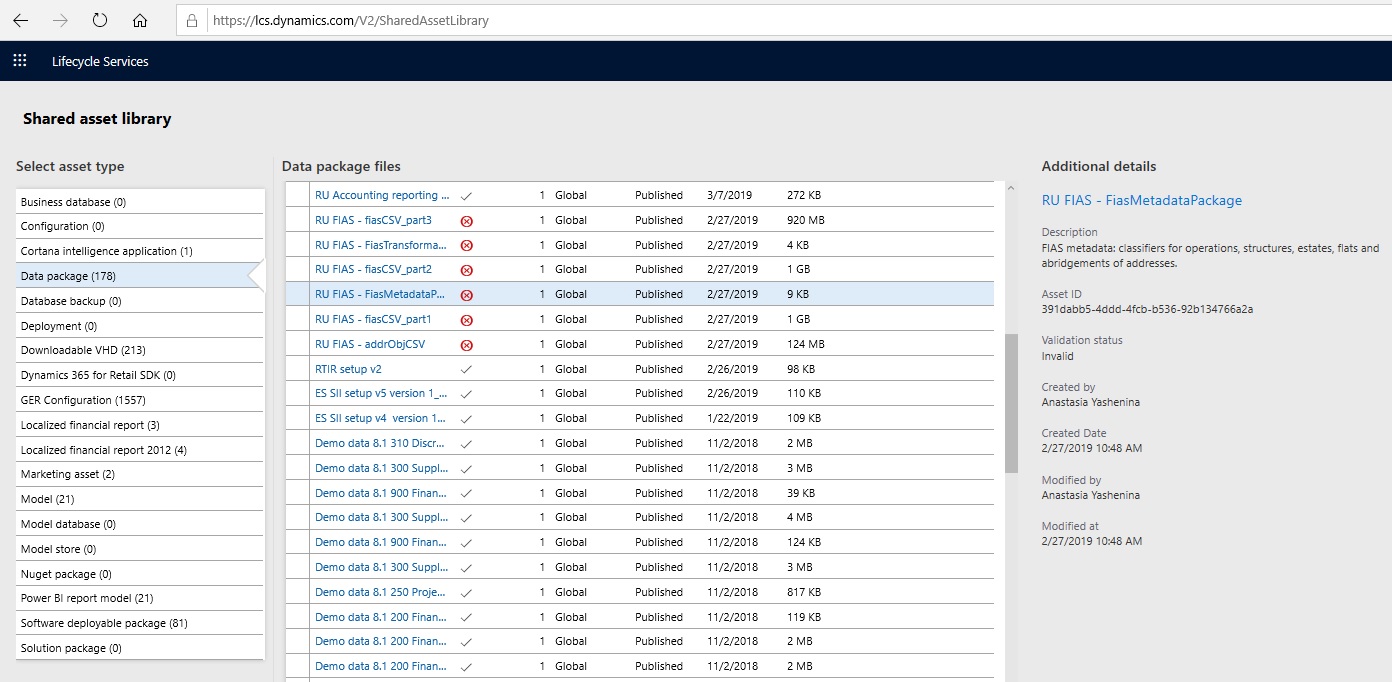 https://lcs.dynamics.com/V2/SharedAssetLibrary
Lifecycle Services
Shared asset library
Select asset type
Business database (0)
Configuration (0)
Cortana intelligence application (1)
Data package (178)
Database backup (0)
Deployment (0)
Downloadable VHD (213)
Dynamics 365 for Retail SDK (0)
GER Configuration (1557)
Localized financial report (3)
Localized financial report 2012 (4)
Marketing asset (2)
Model (21)
Model database (0)
Model store (0)
Nuget package (0)
Power BI report model (21)
Software deployable package (81)
Solution package (0)
Data package files
RU Accounting reporting ... 1 Global Published 3/7/2019 272 KB
RU FIAS - fiasCSV_part3 1 Global Published 2/27/2019 920 MB
RU FIAS - FiasTransforma... 1 Global Published 2/27/2019 4 KB
RU FIAS - fiasCSV_part2 1 Global Published 2/27/2019 1 GB
RU FIAS - FiasMetadataP... 1 Global Published 2/27/2019 9 KB
RU FIAS - fiasCSV_part1 1 Global Published 2/27/2019 1 GB
RU FIAS - addrObjCSV 1 Global Published 2/27/2019 124 MB
RTIR setup v2 1 Global Published 2/26/2019 98 KB
ES SII setup v5 version 1_... 1 Global Published 2/26/2019 110 KB
ES SII setup v4 version 1... 1 Global Published 1/22/2019 109 KB
Demo data 8.1 310 Discr... 1 Global Published 11/2/2018 2 MB
Demo data 8.1 300 Suppl... 1 Global Published 11/2/2018 3 MB
Demo data 8.1 900 Finan... 1 Global Published 11/2/2018 39 KB
Demo data 8.1 300 Suppl... 1 Global Published 11/2/2018 4 MB
Demo data 8.1 900 Finan... 1 Global Published 11/2/2018 124 KB
Demo data 8.1 300 Suppl... 1 Global Published 11/2/2018 3 MB
Demo data 8.1 250 Proje... 1 Global Published 11/2/2018 817 KB
Demo data 8.1 200 Finan... 1 Global Published 11/2/2018 119 KB
Demo data 8.1 200 Finan... 1 Global Published 11/2/2018 2 MB
Demo data 8.1 200 Finan... 1 Global Published 11/2/2018 2 MB
Additional details
RU FIAS - FiasMetadataPackage
Description
FIAS metadata: classifiers for operations, structures, estates, flats and
abridgements of addresses.
Asset ID
391dabb5-4ddd-4fcb-b536-92b134766a2a
Validation status
Invalid
Created by
Anastasia Yashenina
Created Date
2/27/2019 10:48 AM
Modified by
Anastasia Yashenina
Modified at
2/27/2019 10:48 AM